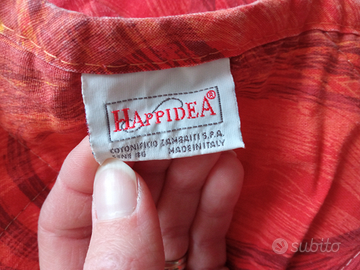 HAPPIDEA®
COTONIFICIO ZAMBAITI S.P.A.
MADE IN ITALY
subito